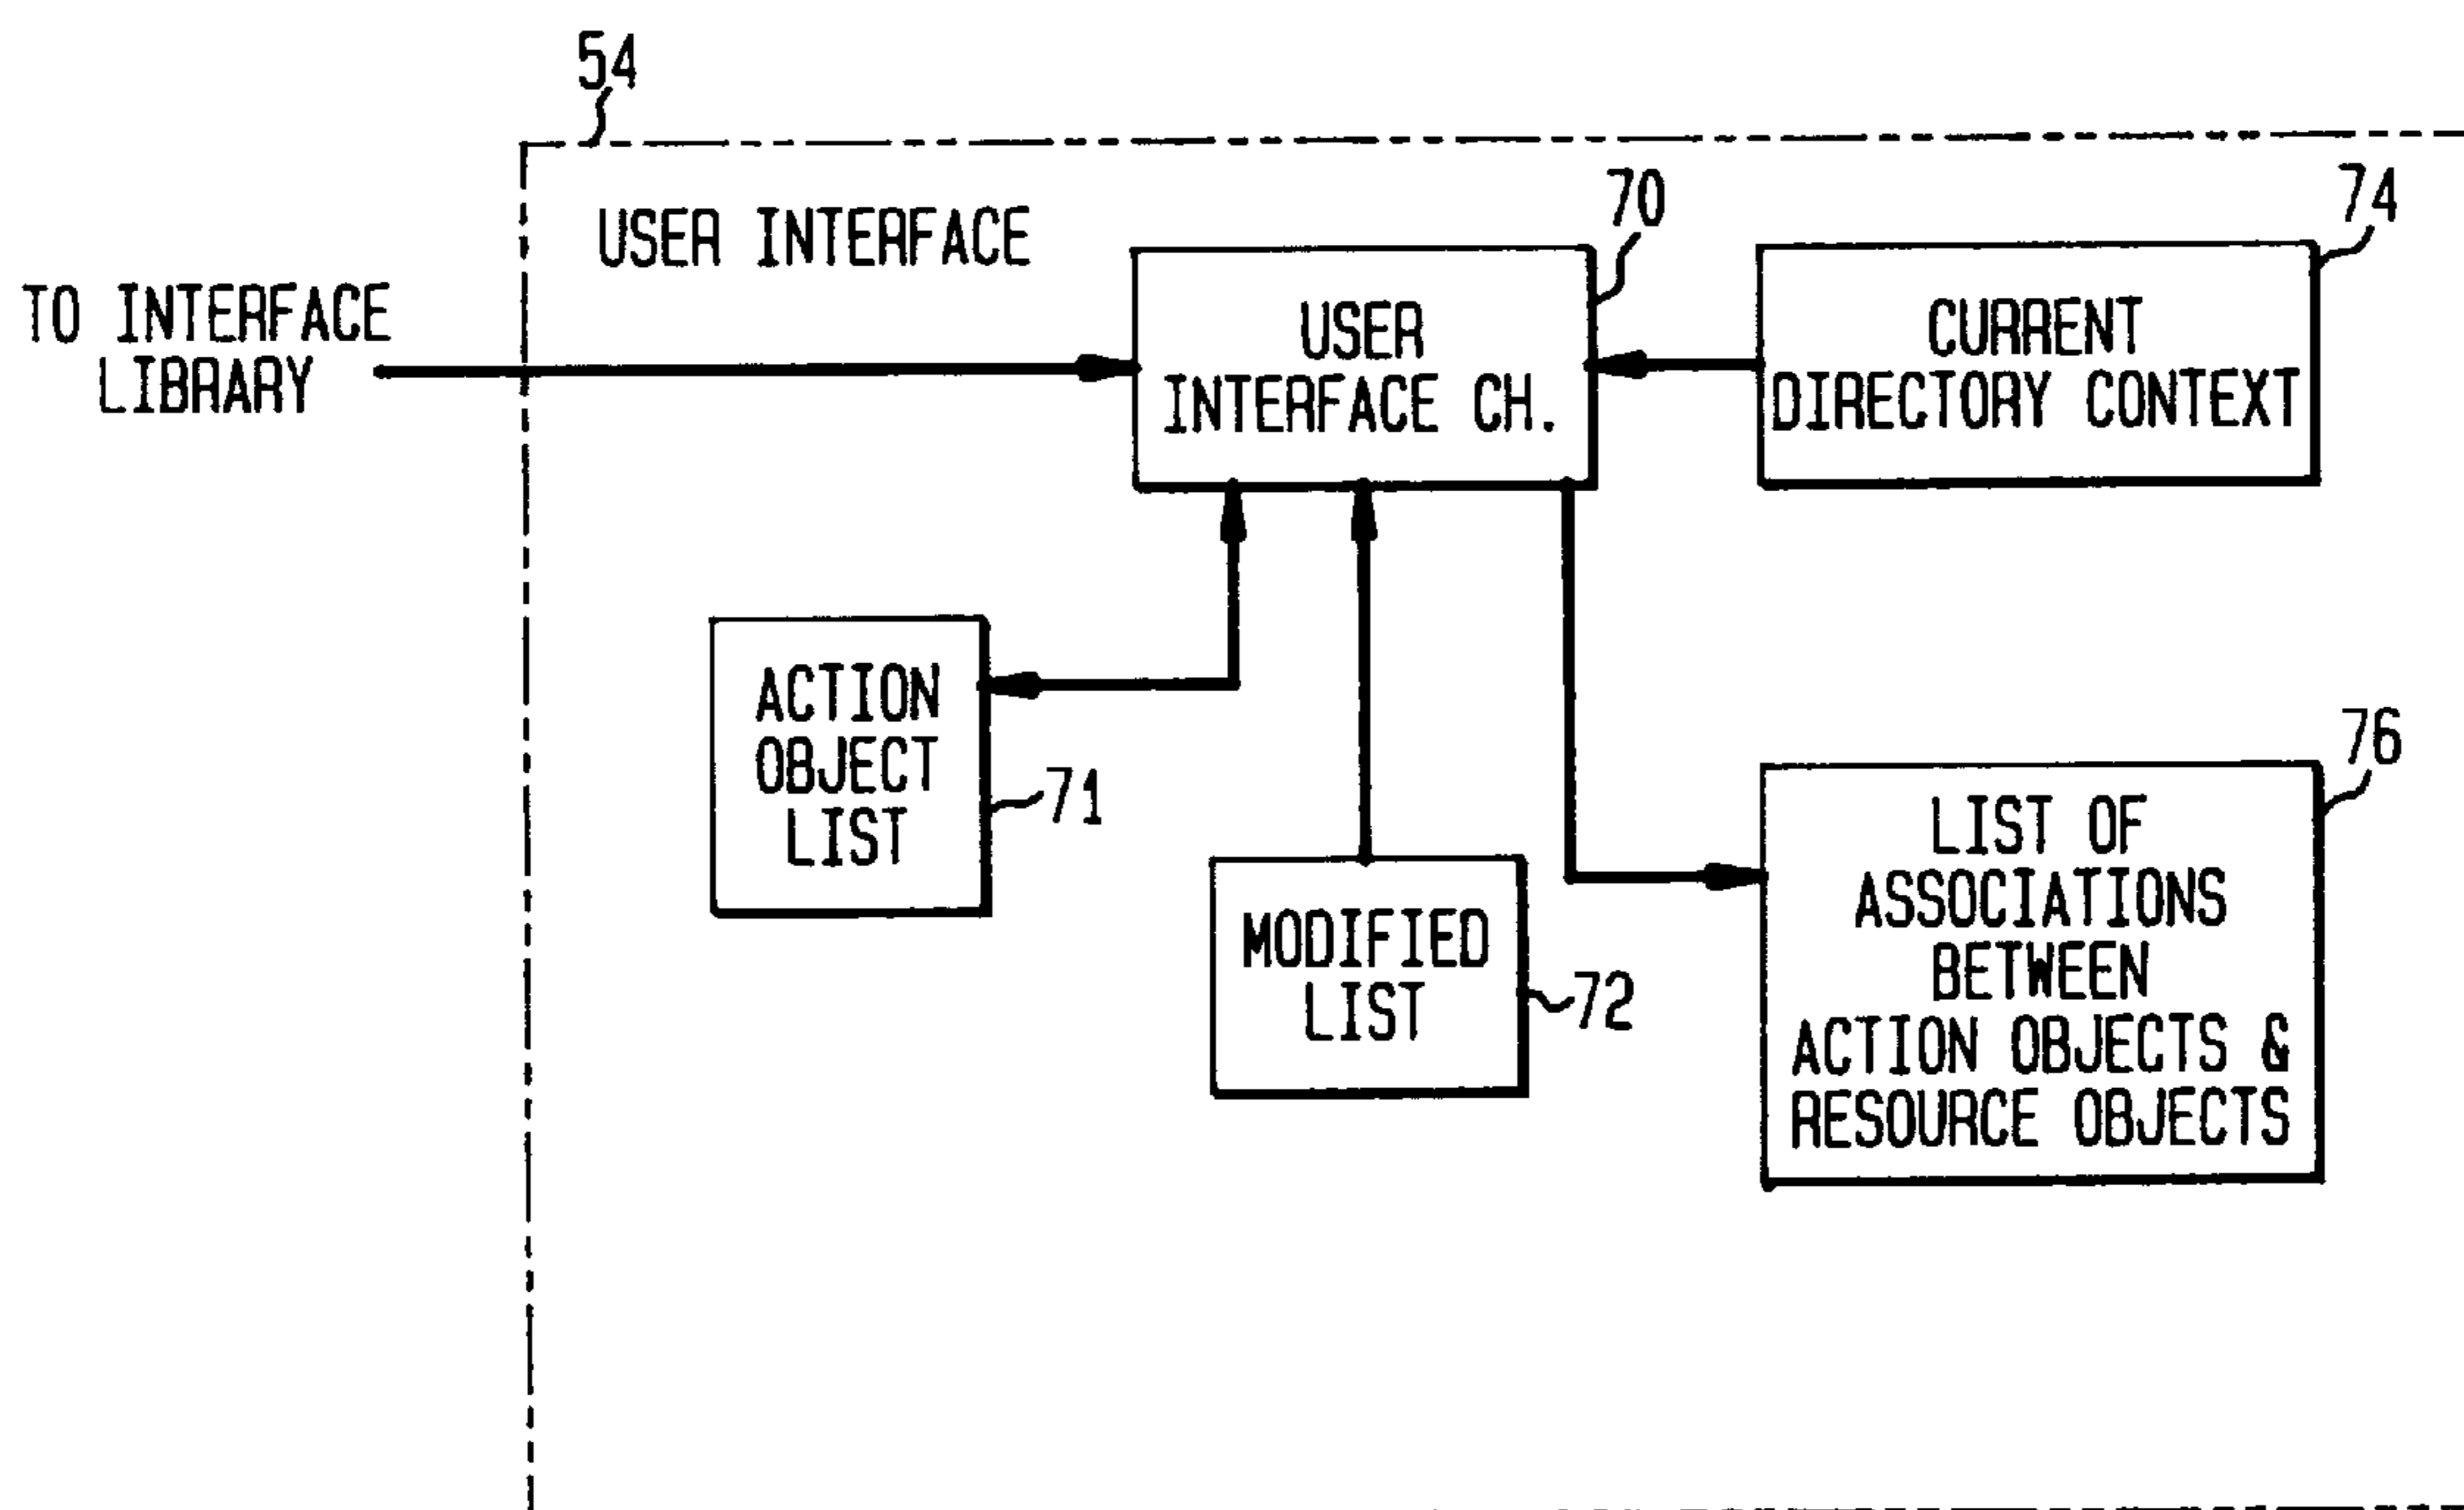 54
USER INTERFACE
TO INTERFACE
LIBRARY
70
USER
INTERFACE CH.
74
CURRENT
DIRECTORY CONTEXT
ACTION
OBJECT
LIST
71
MODIFIED
LIST
72
76
LIST OF
ASSOCIATIONS
BETWEEN
ACTION OBJECTS &
RESOURCE OBJECTS